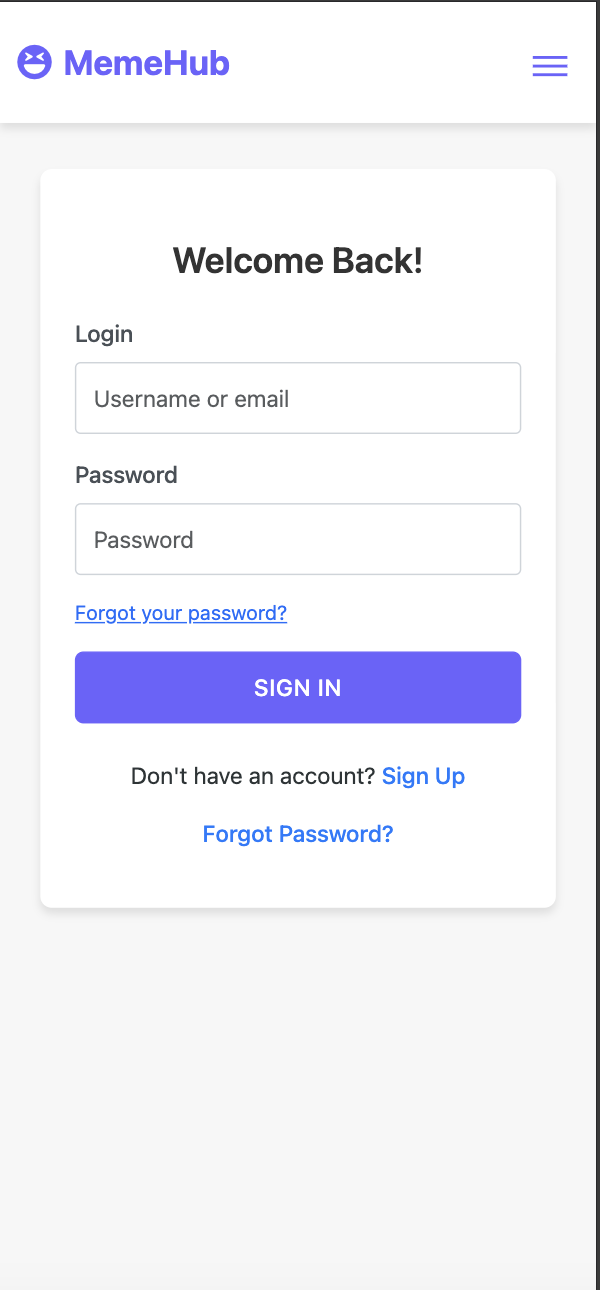 MemeHub
Welcome Back!
Login
Username or email
Password
Password
Forgot your password?
SIGN IN
Don't have an account? Sign Up
Forgot Password?